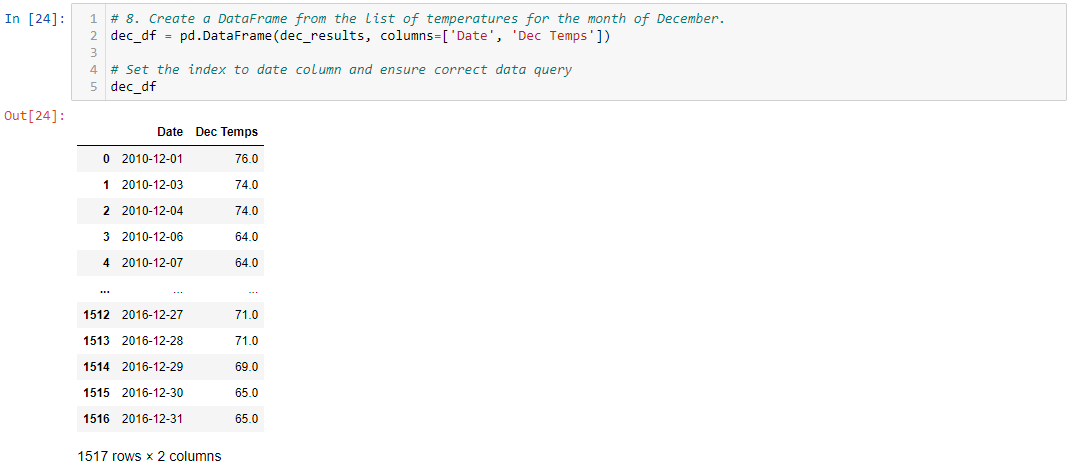 In [24]:
1 # 8. Create a DataFrame from the list of temperatures for the month of December.
2 dec_df = pd.DataFrame(dec_results, columns=['Date', 'Dec Temps'])
3
4 # Set the index to date column and ensure correct data query
5 dec_df
Out[24]:
Date Dec Temps
0 2010-12-01 76.0
1 2010-12-03 74.0
2 2010-12-04 74.0
3 2010-12-06 64.0
4 2010-12-07 64.0
... ... ...
1512 2016-12-27 71.0
1513 2016-12-28 71.0
1514 2016-12-29 69.0
1515 2016-12-30 65.0
1516 2016-12-31 65.0
1517 rows × 2 columns